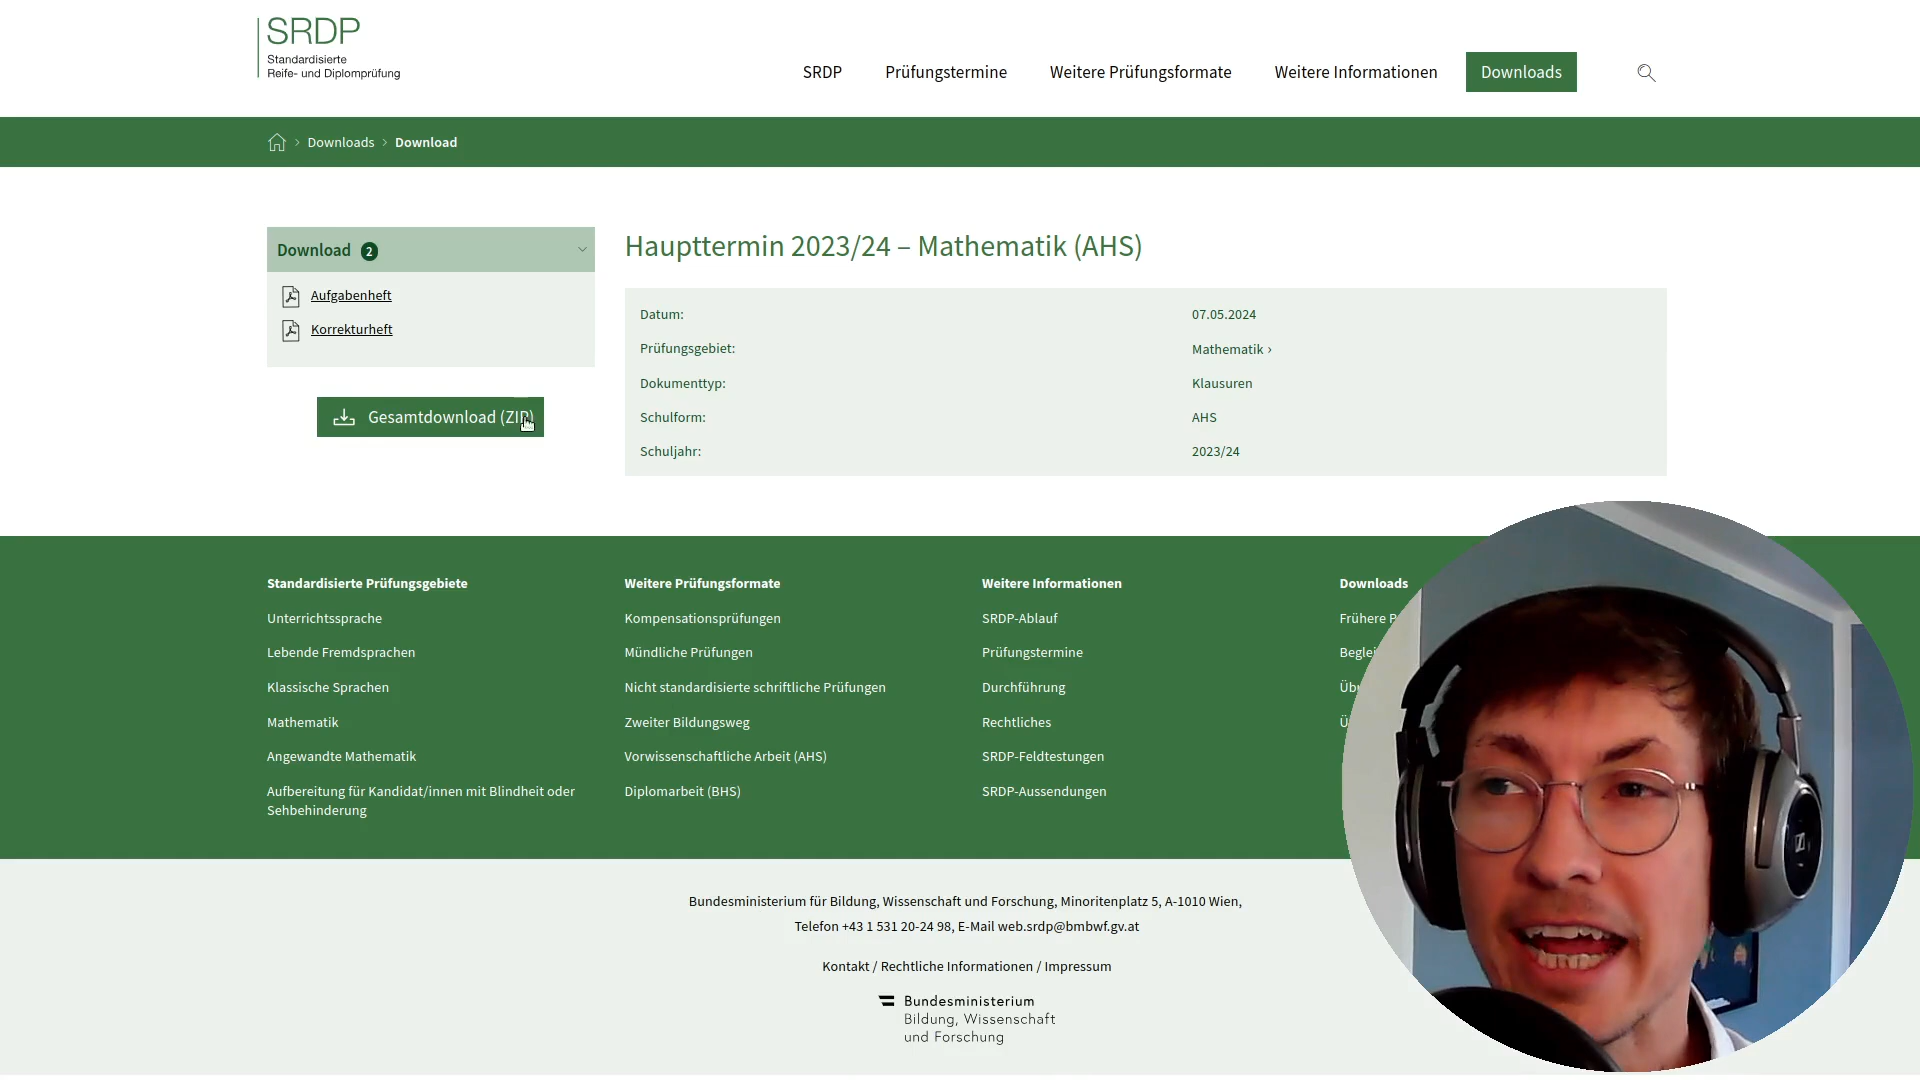 SRDP
Standardisierte
Reife- und Diplomprüfung
SRDP
Prüfungstermine
Weitere Prüfungsformate
Weitere Informationen
Downloads
Downloads
Download
Download 2
Aufgabenheft
Korrekturheft
Gesamtdownload (ZIP)
Haupttermin 2023/24 – Mathematik (AHS)
Datum: 07.05.2024
Prüfungsgebiet: Mathematik ›
Dokumenttyp: Klausuren
Schulform: AHS
Schuljahr: 2023/24
Standardisierte Prüfungsgebiete
Unterrichtssprache
Lebende Fremdsprachen
Klassische Sprachen
Mathematik
Angewandte Mathematik
Aufbereitung für Kandidat/innen mit Blindheit oder
Sehbehinderung
Weitere Prüfungsformate
Kompensationsprüfungen
Mündliche Prüfungen
Nicht standardisierte schriftliche Prüfungen
Zweiter Bildungsweg
Vorwissenschaftliche Arbeit (AHS)
Diplomarbeit (BHS)
Weitere Informationen
SRDP-Ablauf
Prüfungstermine
Durchführung
Rechtliches
SRDP-Feldtestungen
SRDP-Aussendungen
Downloads
Frühere
Bundesministerium für Bildung, Wissenschaft und Forschung, Minoritenplatz 5, A-1010 Wien,
Telefon +43 1 531 20-24 98, E-Mail web.srdp@bmbwf.gv.at
Kontakt / Rechtliche Informationen / Impressum
Bundesministerium
Bildung, Wissenschaft
und Forschung